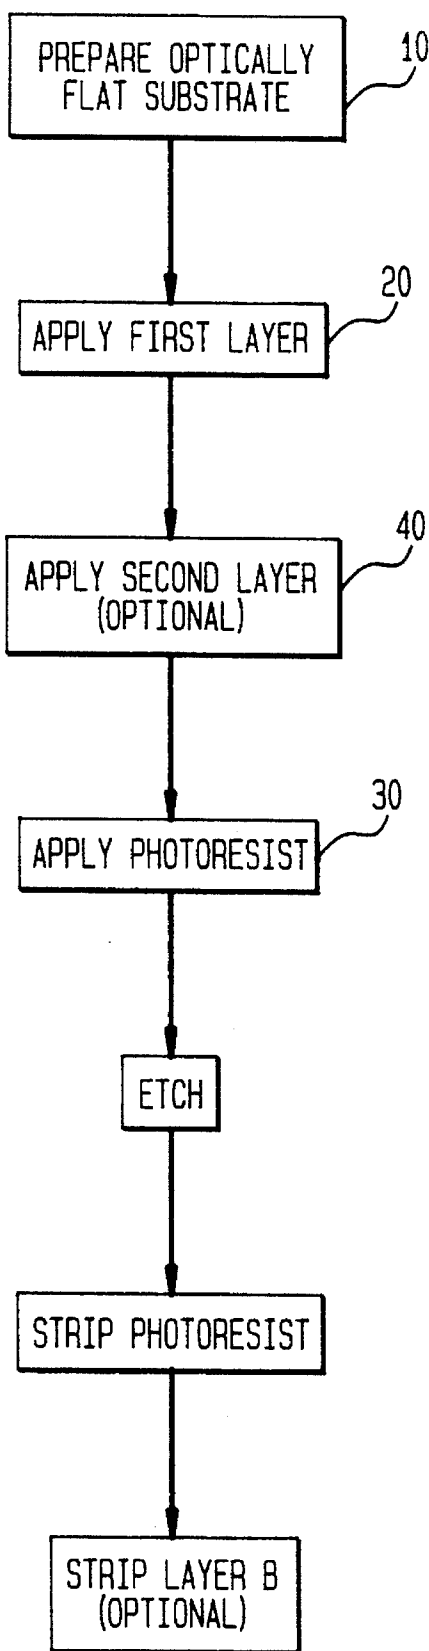 PREPARE OPTICALLY
FLAT SUBSTRATE
10
APPLY FIRST LAYER
20
APPLY SECOND LAYER
(OPTIONAL)
40
APPLY PHOTORESIST
30
ETCH
STRIP PHOTORESIST
STRIP LAYER B
(OPTIONAL)